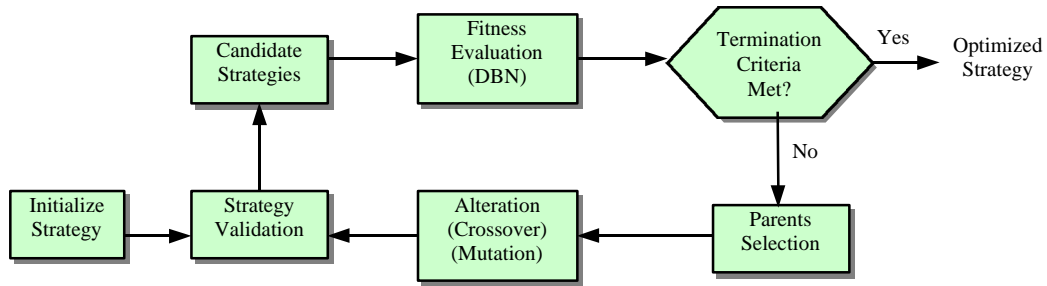 Candidate
Strategies
Fitness
Evaluation
(DBN)
Termination
Criteria
Met?
Yes
Optimized
Strategy
No
Initialize
Strategy
Strategy
Validation
Alteration
(Crossover)
(Mutation)
Parents
Selection